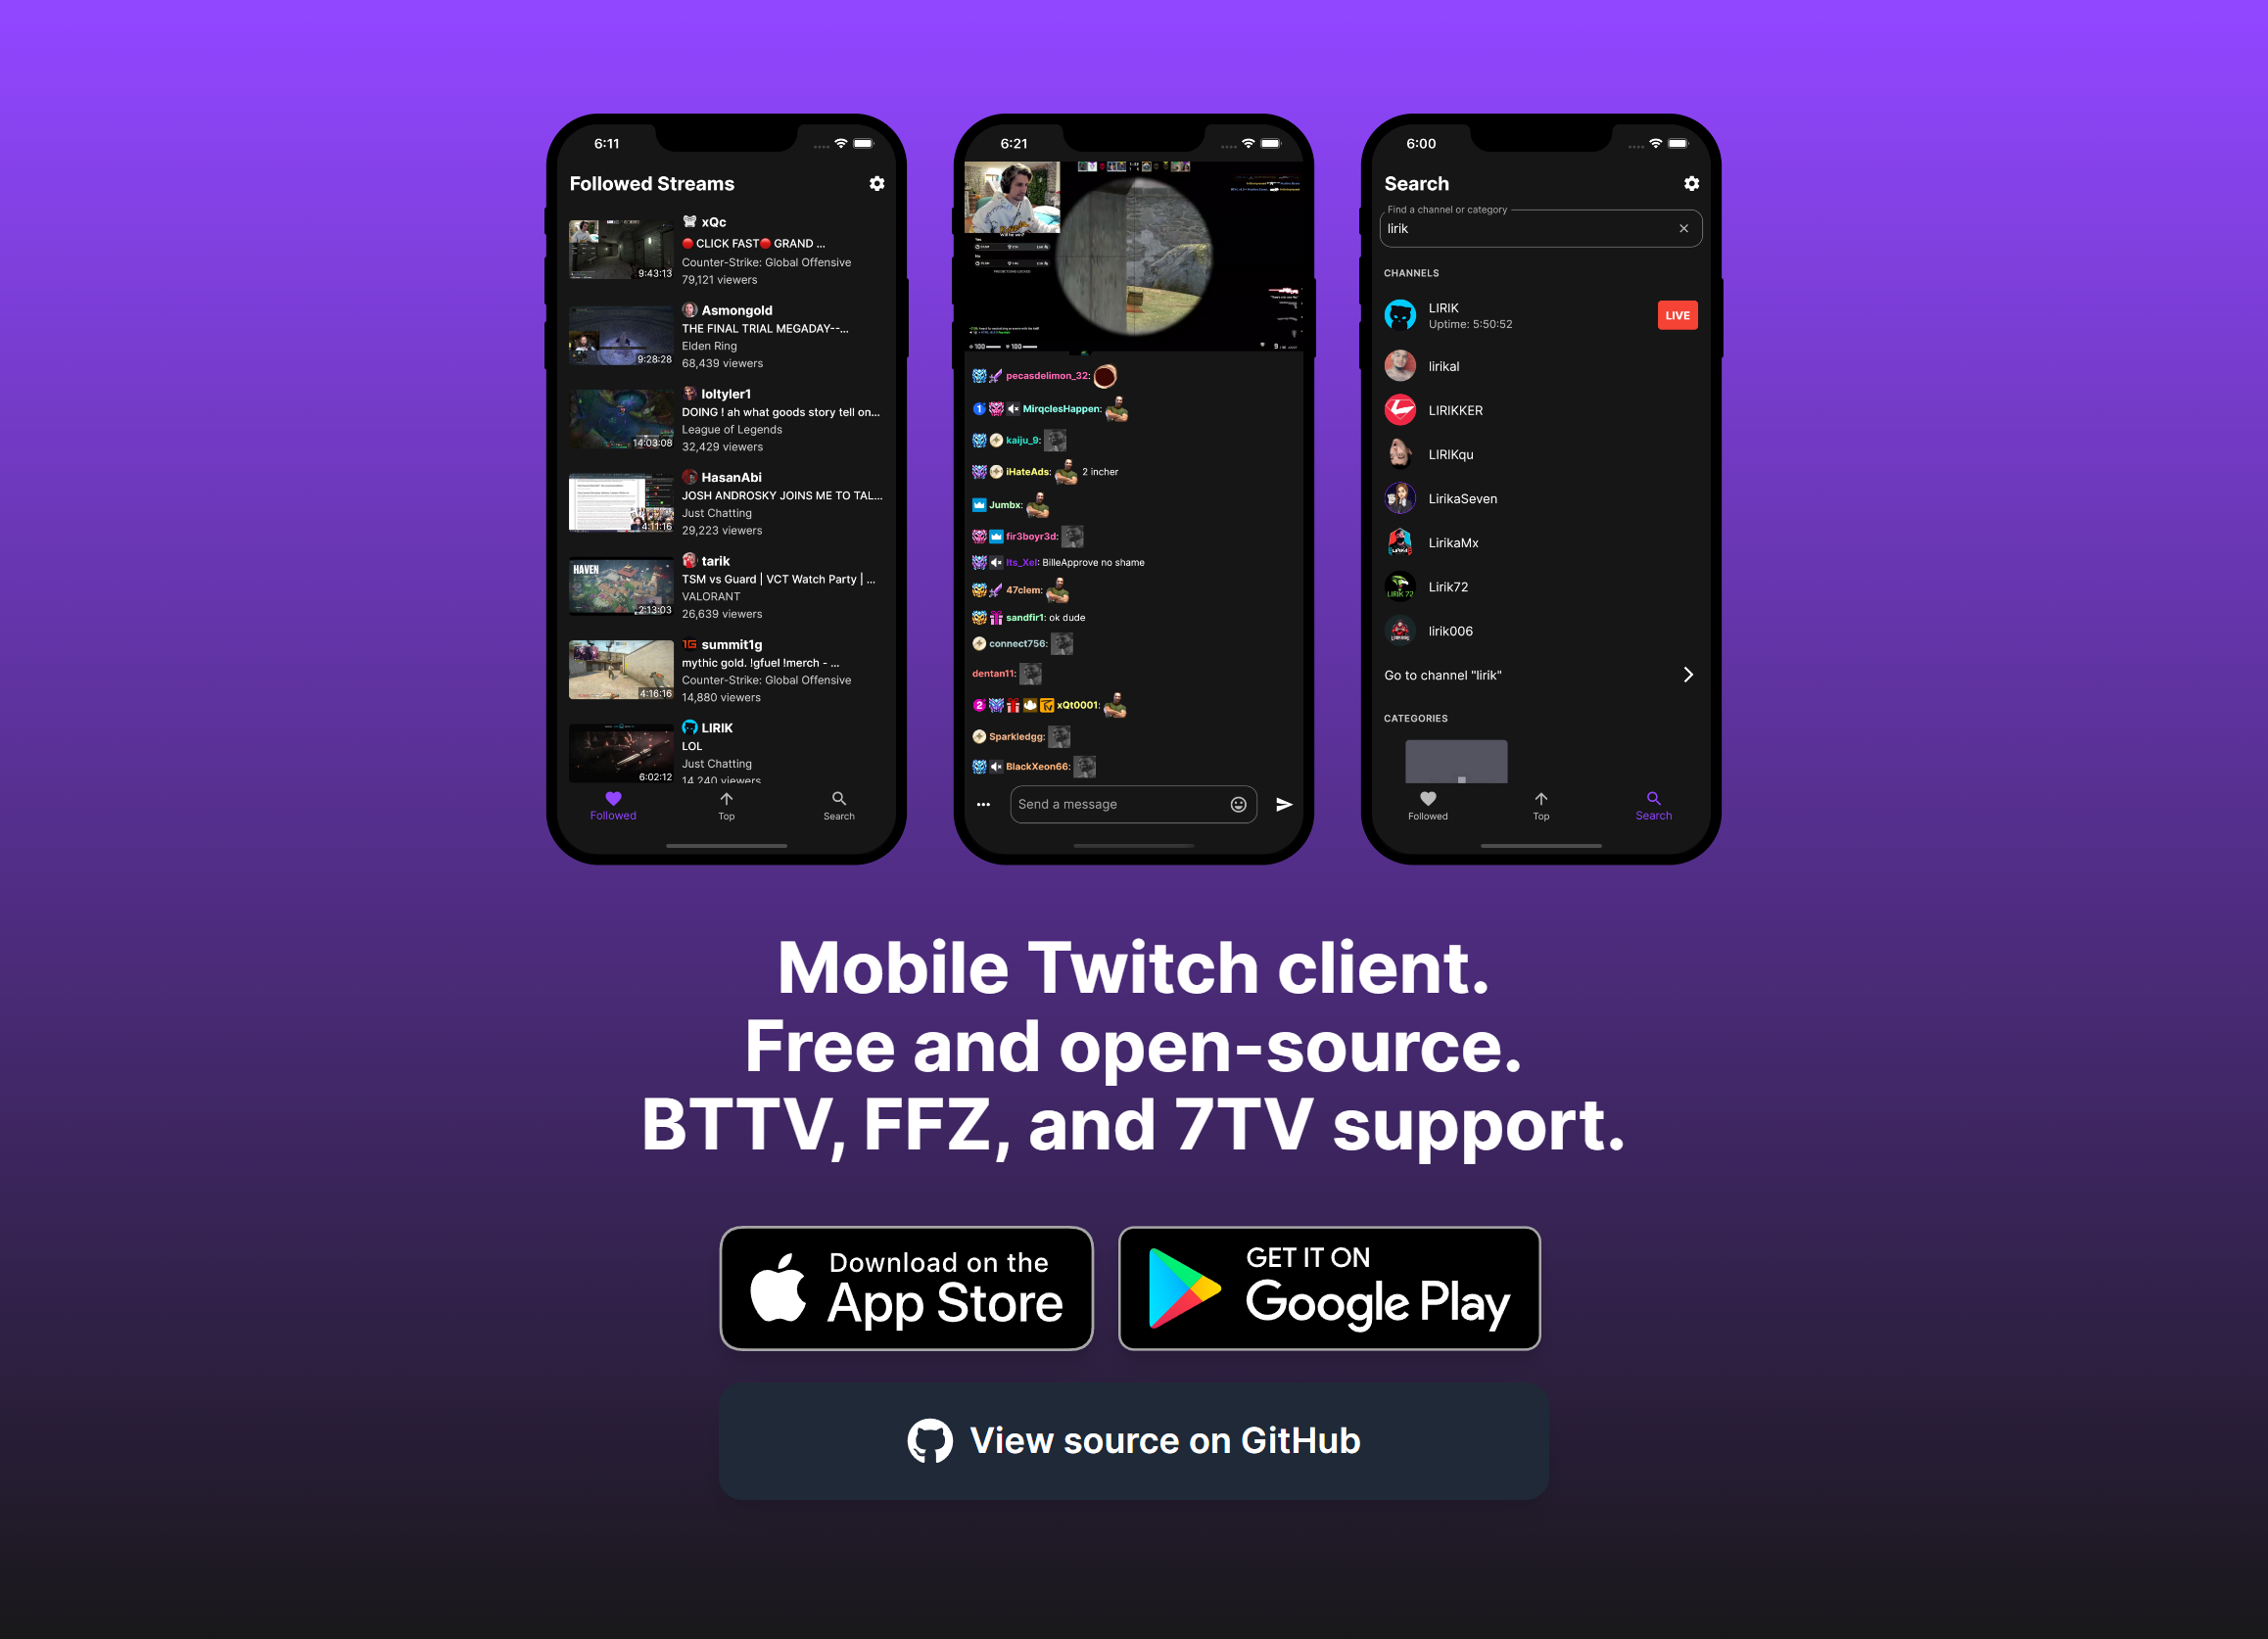 6:11
Followed Streams
xQc
🔴 CLICK FAST🔴 GRAND ...
Counter-Strike: Global Offensive
79,121 viewers
9:43:13
Asmongold
THE FINAL TRIAL MEGADAY--...
Elden Ring
68,439 viewers
9:28:28
loltyler1
DOING ! ah what goods story tell on...
League of Legends
32,429 viewers
14:03:08
HasanAbi
JOSH ANDROSKY JOINS ME TO TAL...
Just Chatting
29,223 viewers
4:11:16
HAVEN
tarik
TSM vs Guard | VCT Watch Party | ...
VALORANT
26,639 viewers
2:13:03
summit1g
mythic gold. !gfuel !merch - ...
Counter-Strike: Global Offensive
14,880 viewers
4:16:16
LIRIK
LOL
Just Chatting
14,240 viewers
6:02:12
Followed
Top
Search
6:21
pecasdelimon_32:
1 MirqclesHappen:
kaiju_9:
iHateAds: 2 incher
Jumbx:
fir3boyr3d:
Its_Xel: BilleApprove no shame
47clem:
sandfir1: ok dude
connect756:
dentan11:
2 xQt0001:
Sparkledgg:
BlackXeon66:
Send a message
6:00
Search
Find a channel or category
lirik
CHANNELS
LIRIK
Uptime: 5:50:52
LIVE
lirikal
LIRIKKER
LIRIKqu
LirikaSeven
LirikaMx
Lirik72
lirik006
Go to channel "lirik"
CATEGORIES
Followed
Top
Search
Mobile Twitch client.
Free and open-source.
BTTV, FFZ, and 7TV support.
Download on the
App Store
GET IT ON
Google Play
View source on GitHub